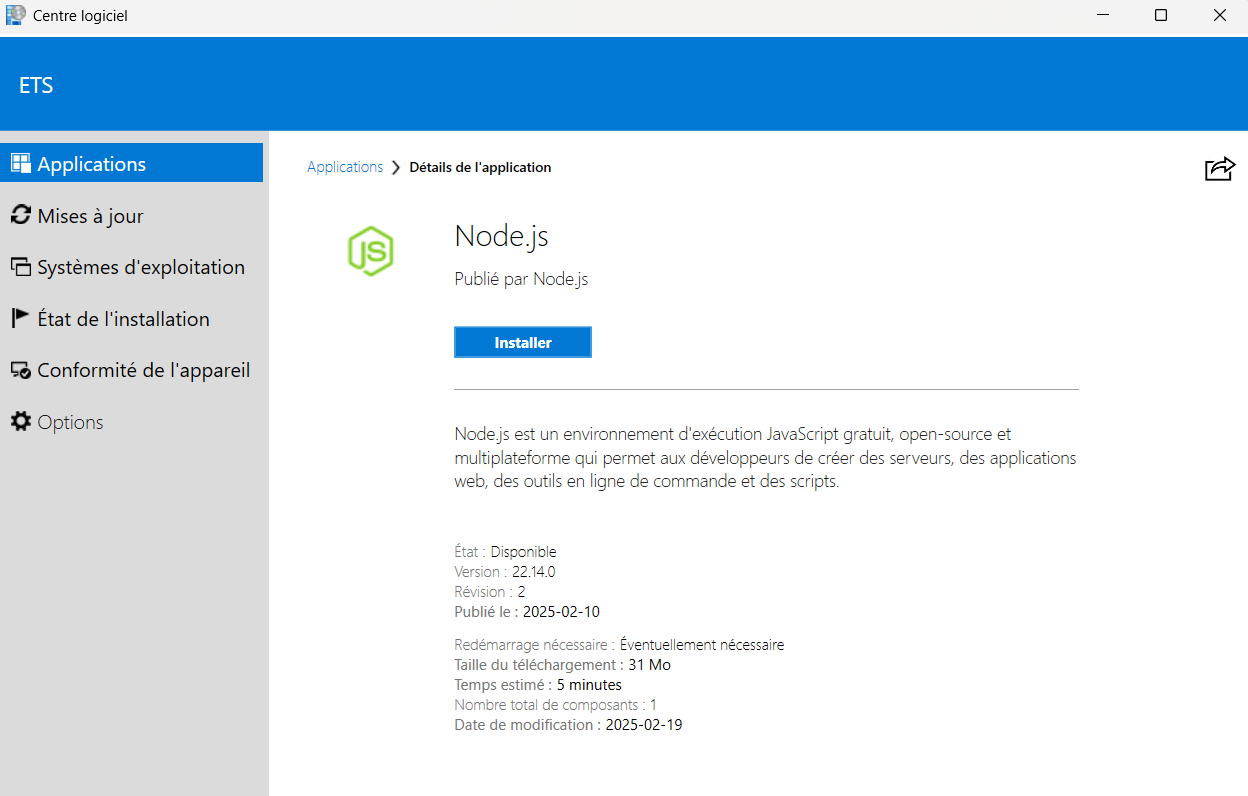 Centre logiciel
ETS
Applications
Mises à jour
Systèmes d'exploitation
État de l'installation
Conformité de l'appareil
Options
Applications
Détails de l'application
JS
Node.js
Publié par Node.js
Installer
Node.js est un environnement d'exécution JavaScript gratuit, open-source et
multiplateforme qui permet aux développeurs de créer des serveurs, des applications
web, des outils en ligne de commande et des scripts.
État : Disponible
Version : 22.14.0
Révision : 2
Publié le : 2025-02-10
Redémarrage nécessaire : Éventuellement nécessaire
Taille du téléchargement : 31 Mo
Temps estimé : 5 minutes
Nombre total de composants : 1
Date de modification : 2025-02-19